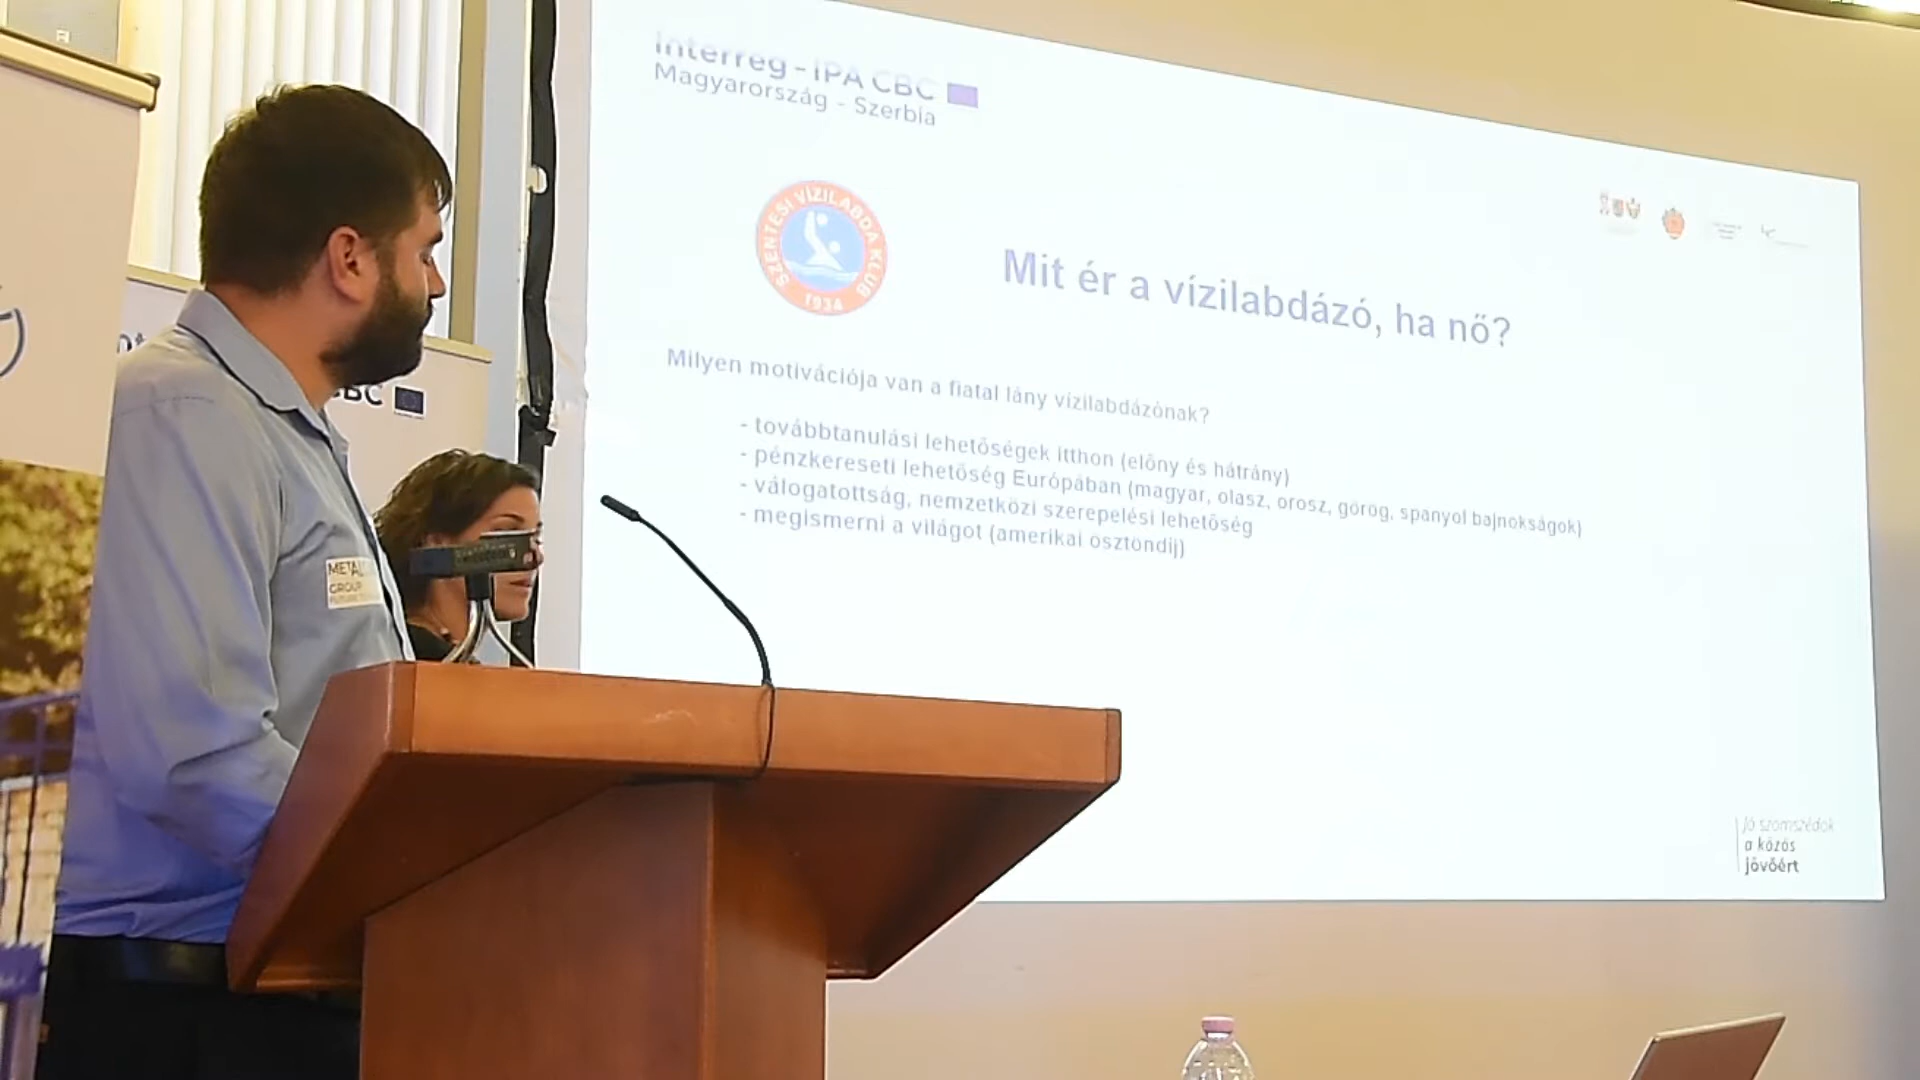 Interreg - IPA CBC
Magyarország - Szerbia
SZENTESI VÍZILABDA KLUB
1934
Mit ér a vízilabdázó, ha nő?
Milyen motivációja van a fiatal lány vízilabdázónak?
- továbbtanulási lehetőségek itthon (előny és hátrány)
- pénzkereseti lehetőség Európában (magyar, olasz, orosz, görög, spanyol bajnokságok)
- válogatottság, nemzetközi szerepelési lehetőség
- megismerni a világot (amerikai ösztöndíj)
Jó szomszédok
a közös
jövőért
CBC
GROUP